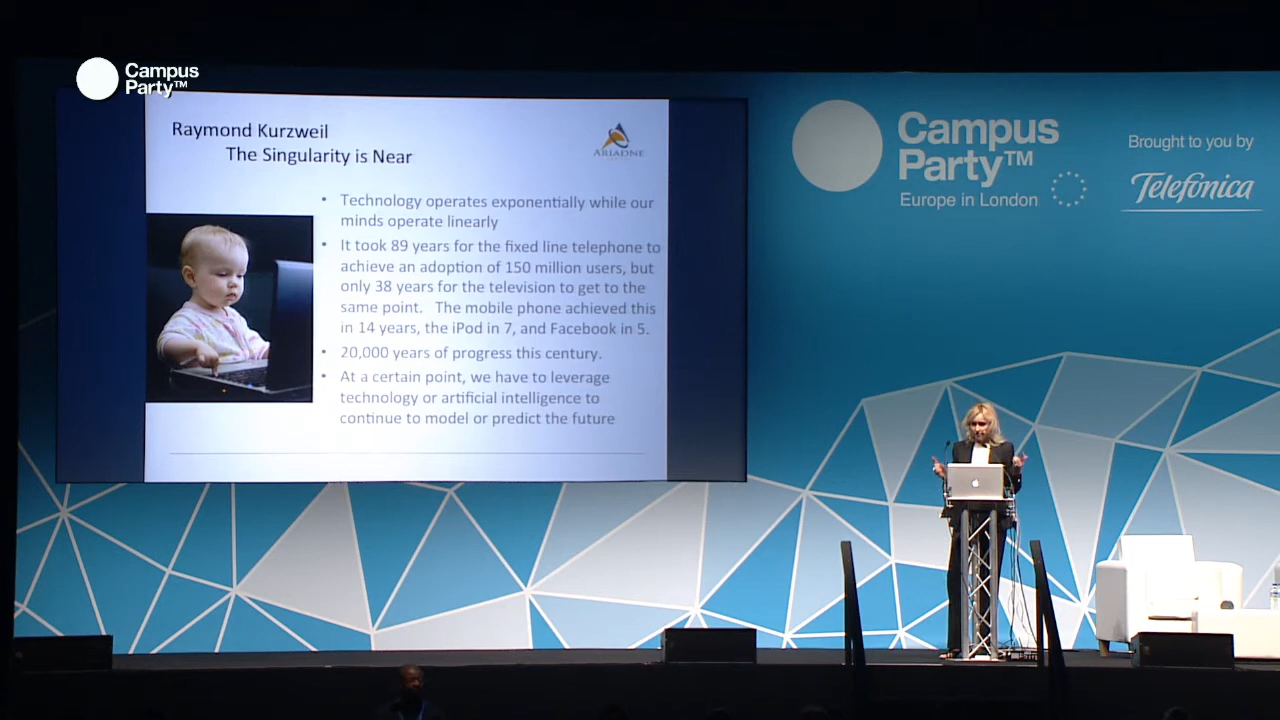 Campus
Party™
Raymond Kurzweil
The Singularity is Near
ARIADNE
• Technology operates exponentially while our
minds operate linearly
• It took 89 years for the fixed line telephone to
achieve an adoption of 150 million users, but
only 38 years for the television to get to the
same point. The mobile phone achieved this
in 14 years, the iPod in 7, and Facebook in 5.
• 20,000 years of progress this century.
• At a certain point, we have to leverage
technology or artificial intelligence to
continue to model or predict the future
Campus
Party™
Europe in London
Brought to you by
Telefónica